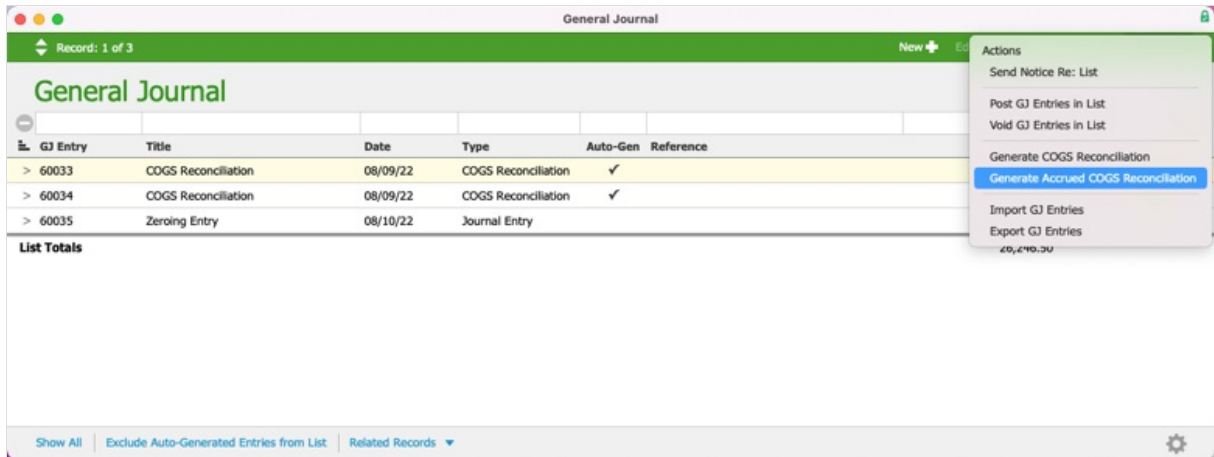 General Journal
Record: 1 of 3
New
Ed
General Journal
GJ Entry Title Date Type Auto-Gen Reference
> 60033 COGS Reconciliation 08/09/22 COGS Reconciliation ✓
> 60034 COGS Reconciliation 08/09/22 COGS Reconciliation ✓
> 60035 Zeroing Entry 08/10/22 Journal Entry
List Totals 26,246.50
Actions
Send Notice Re: List
Post GJ Entries in List
Void GJ Entries in List
Generate COGS Reconciliation
Generate Accrued COGS Reconciliation
Import GJ Entries
Export GJ Entries
Show All Exclude Auto-Generated Entries from List Related Records